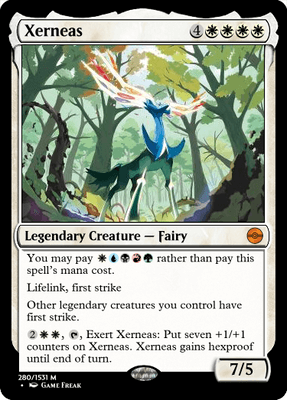 Xerneas 4
Legendary Creature — Fairy
You may pay rather than pay this
spell's mana cost.
Lifelink, first strike
Other legendary creatures you control have
first strike.
2, , Exert Xerneas: Put seven +1/+1
counters on Xerneas. Xerneas gains hexproof
until end of turn.
7/5
280/1531 M
• Game Freak